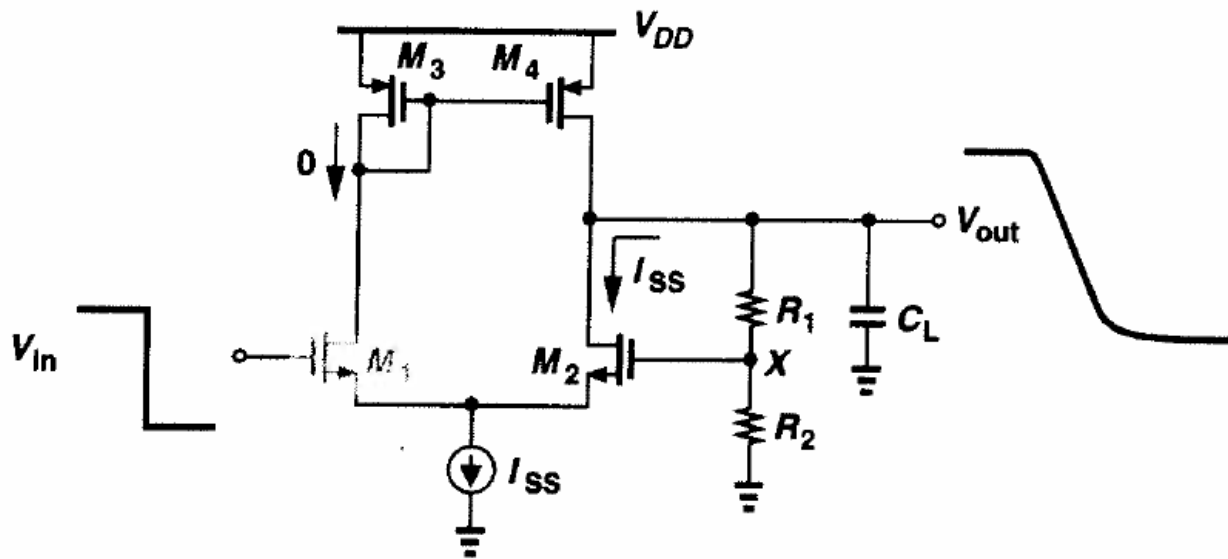 V_DD
M_3
M_4
0
V_out
I_SS
R_1
C_L
V_in
M_1
M_2
X
R_2
I_SS